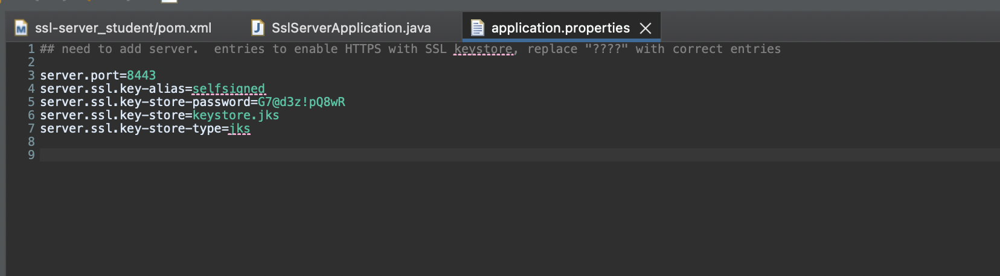 ssl-server_student/pom.xml SslServerApplication.java application.properties
1 ## need to add server.  entries to enable HTTPS with SSL keystore, replace "????" with correct entries
2
3 server.port=8443
4 server.ssl.key-alias=selfsigned
5 server.ssl.key-store-password=G7@d3z!pQ8wR
6 server.ssl.key-store=keystore.jks
7 server.ssl.key-store-type=jks
8
9